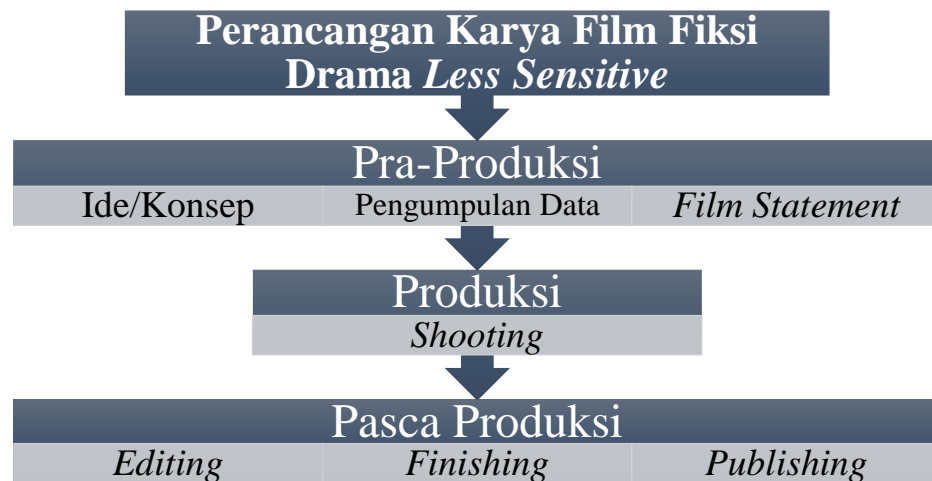 Perancangan Karya Film Fiksi
Drama Less Sensitive
Pra-Produksi
Ide/Konsep Pengumpulan Data Film Statement
Produksi
Shooting
Pasca Produksi
Editing Finishing Publishing